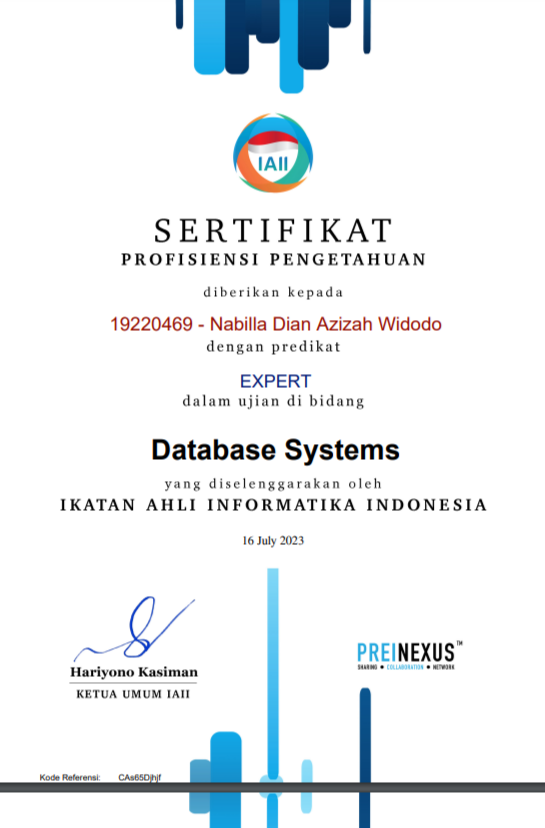 IAII
SERTIFIKAT
PROFISIENSI PENGETAHUAN
diberikan kepada
19220469 - Nabilla Dian Azizah Widodo
dengan predikat
EXPERT
dalam ujian di bidang
Database Systems
yang diselenggarakan oleh
IKATAN AHLI INFORMATIKA INDONESIA
16 July 2023
Hariyono Kasiman
KETUA UMUM IAII
PREINEXUS™
SHARING • COLLABORATION • NETWORK
Kode Referensi: CAs65Djhjf